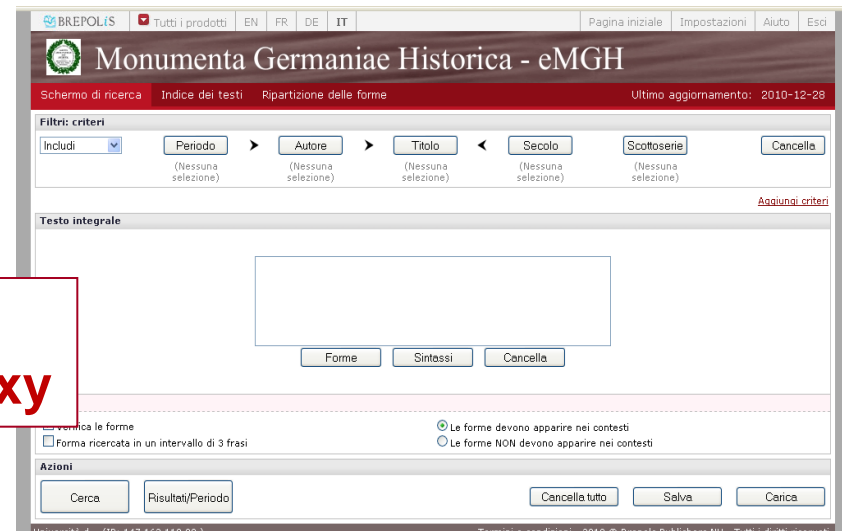 BREPOLiS Tutti i prodotti EN FR DE IT Pagina iniziale Impostazioni Aiuto Esci
Monumenta Germaniae Historica - eMGH
Schermo di ricerca Indice dei testi Ripartizione delle forme Ultimo aggiornamento: 2010-12-28
Filtri: criteri
Includi Periodo Autore Titolo Secolo Scottoserie Cancella
(Nessuna selezione) (Nessuna selezione) (Nessuna selezione) (Nessuna selezione) (Nessuna selezione)
Aggiungi criteri
Testo integrale
Forme Sintassi Cancella
xy
Verifica le forme Le forme devono apparire nei contesti
Forma ricercata in un intervallo di 3 frasi Le forme NON devono apparire nei contesti
Azioni
Cerca Risultati/Periodo Cancella tutto Salva Carica